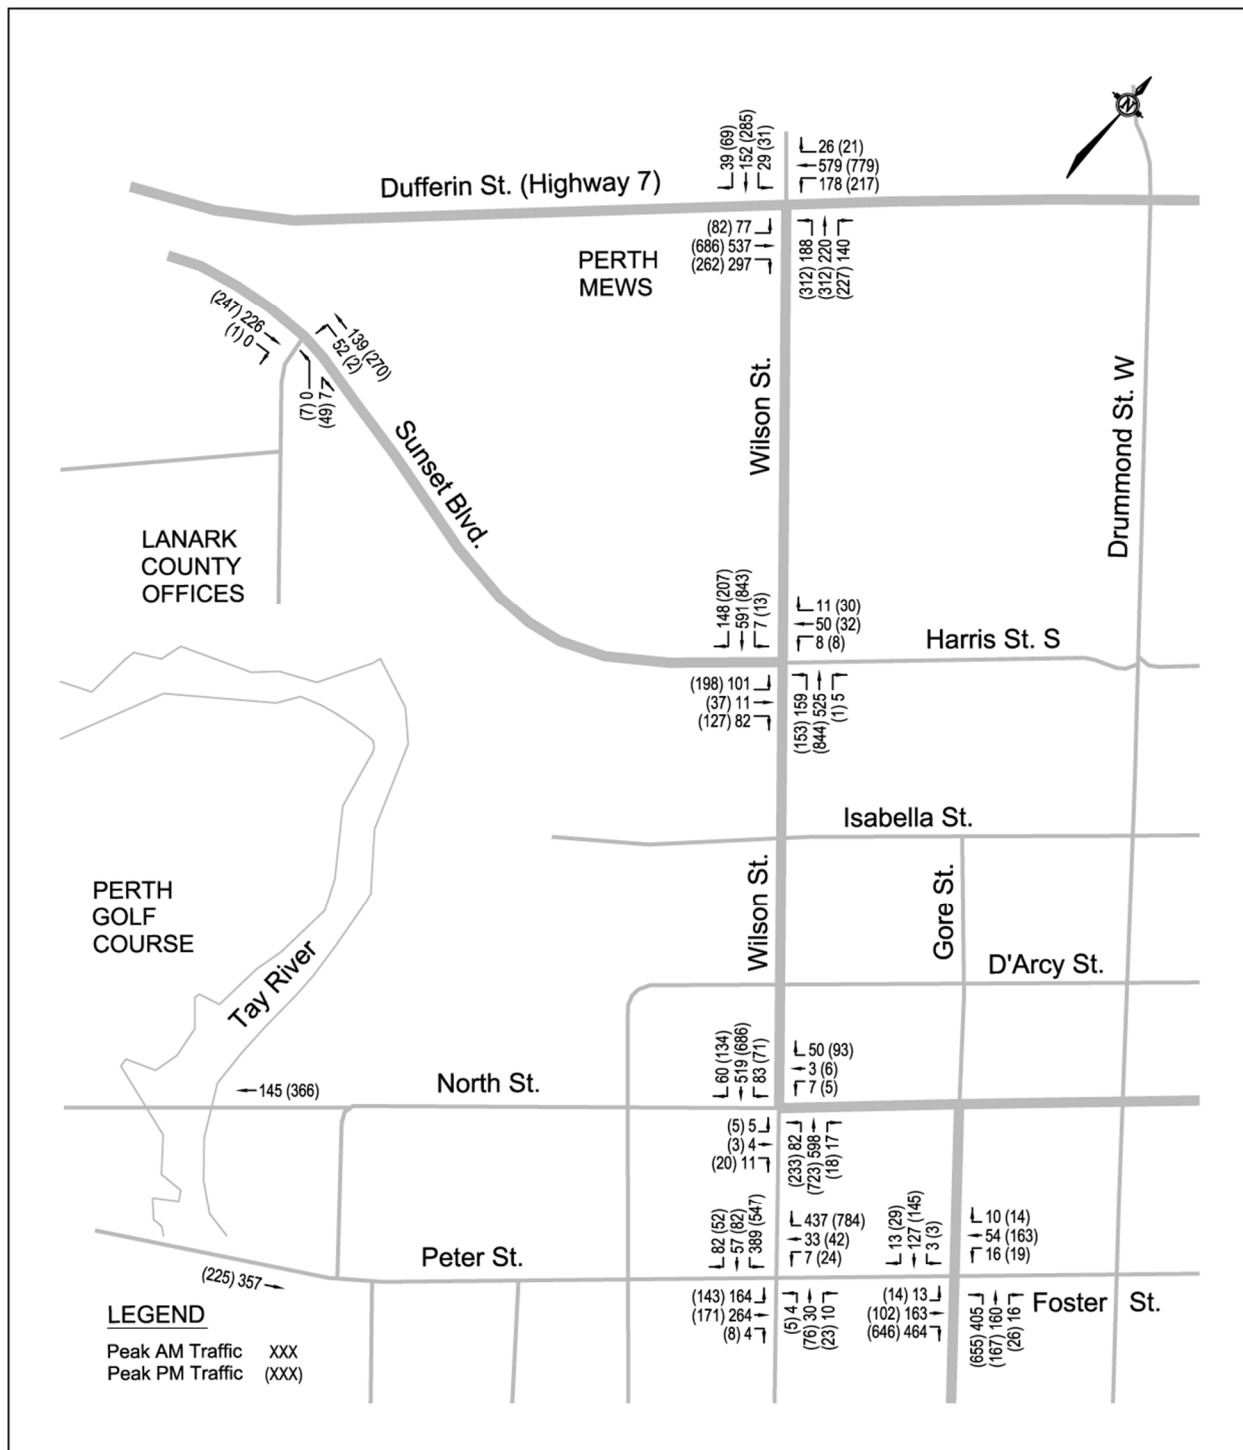 N
39 (69)
152 (285)
29 (31)
26 (21)
579 (779)
178 (217)
Dufferin St. (Highway 7)
(82) 77
(686) 537
(262) 297
(312) 188
(312) 220
(227) 140
PERTH
MEWS
(247) 226
(1) 0
139 (270)
52 (2)
(7) 0
(49) 7
Wilson St.
Drummond St. W
Sunset Blvd.
LANARK
COUNTY
OFFICES
148 (207)
591 (843)
7 (13)
11 (30)
50 (32)
8 (8)
Harris St. S
(198) 101
(37) 11
(127) 82
(153) 159
(844) 525
(1) 5
Isabella St.
PERTH
GOLF
COURSE
Wilson St.
Gore St.
D'Arcy St.
Tay River
60 (134)
519 (686)
83 (71)
50 (93)
3 (6)
7 (5)
145 (366)
North St.
(5) 5
(3) 4
(20) 11
(233) 82
(723) 598
(18) 17
82 (52)
57 (82)
389 (547)
437 (784)
33 (42)
7 (24)
13 (29)
127 (145)
3 (3)
10 (14)
54 (163)
16 (19)
Peter St.
(225) 357
(143) 164
(171) 264
(8) 4
(5) 4
(76) 30
(23) 10
(14) 13
(102) 163
(646) 464
(655) 405
(167) 160
(26) 16
Foster St.
LEGEND
Peak AM Traffic XXX
Peak PM Traffic (XXX)